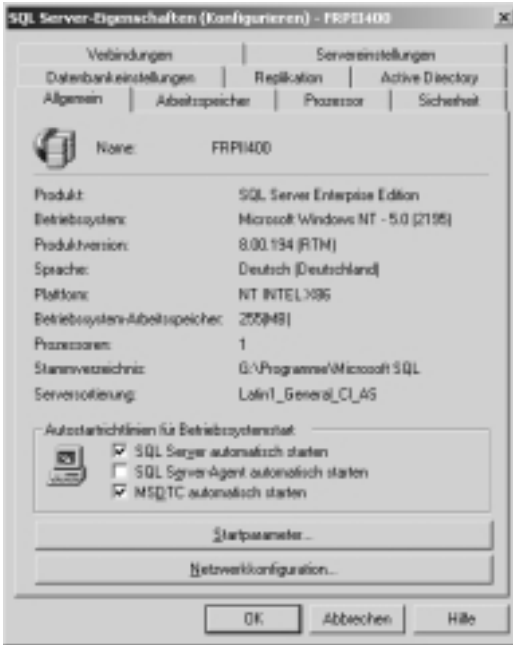 SQL Server-Eigenschaften (Konfigurieren) - FRPII400
Verbindungen Servereinstellungen
Datenbankeinstellungen Replikation Active Directory
Allgemein Arbeitsspeicher Prozessor Sicherheit
Name: FRPII400
Produkt: SQL Server Enterprise Edition
Betriebssystem: Microsoft Windows NT - 5.0 (2195)
Produktversion: 8.00.194 (RTM)
Sprache: Deutsch (Deutschland)
Plattform: NT INTEL X86
Betriebssystem-Arbeitsspeicher: 255(MB)
Prozessoren: 1
Stammverzeichnis: G:\Programme\Microsoft SQL
Serversortierung: Latin1_General_CI_AS
Autostartrichtlinien für Betriebssystemstart
SQL Server automatisch starten
SQL Server-Agent automatisch starten
MSDTC automatisch starten
Startparameter...
Netzwerkkonfiguration...
OK Abbrechen Hilfe